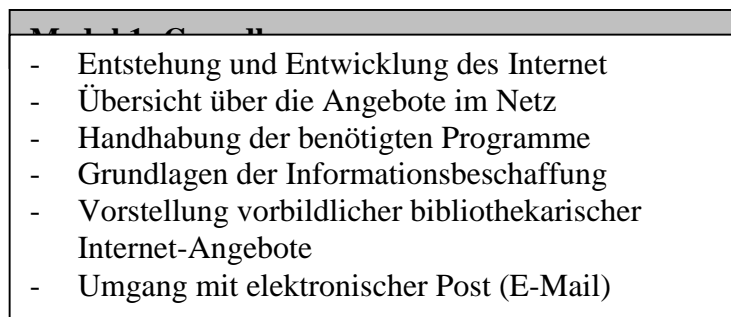 - Entstehung und Entwicklung des Internet
- Übersicht über die Angebote im Netz
- Handhabung der benötigten Programme
- Grundlagen der Informationsbeschaffung
- Vorstellung vorbildlicher bibliothekarischer
Internet-Angebote
- Umgang mit elektronischer Post (E-Mail)